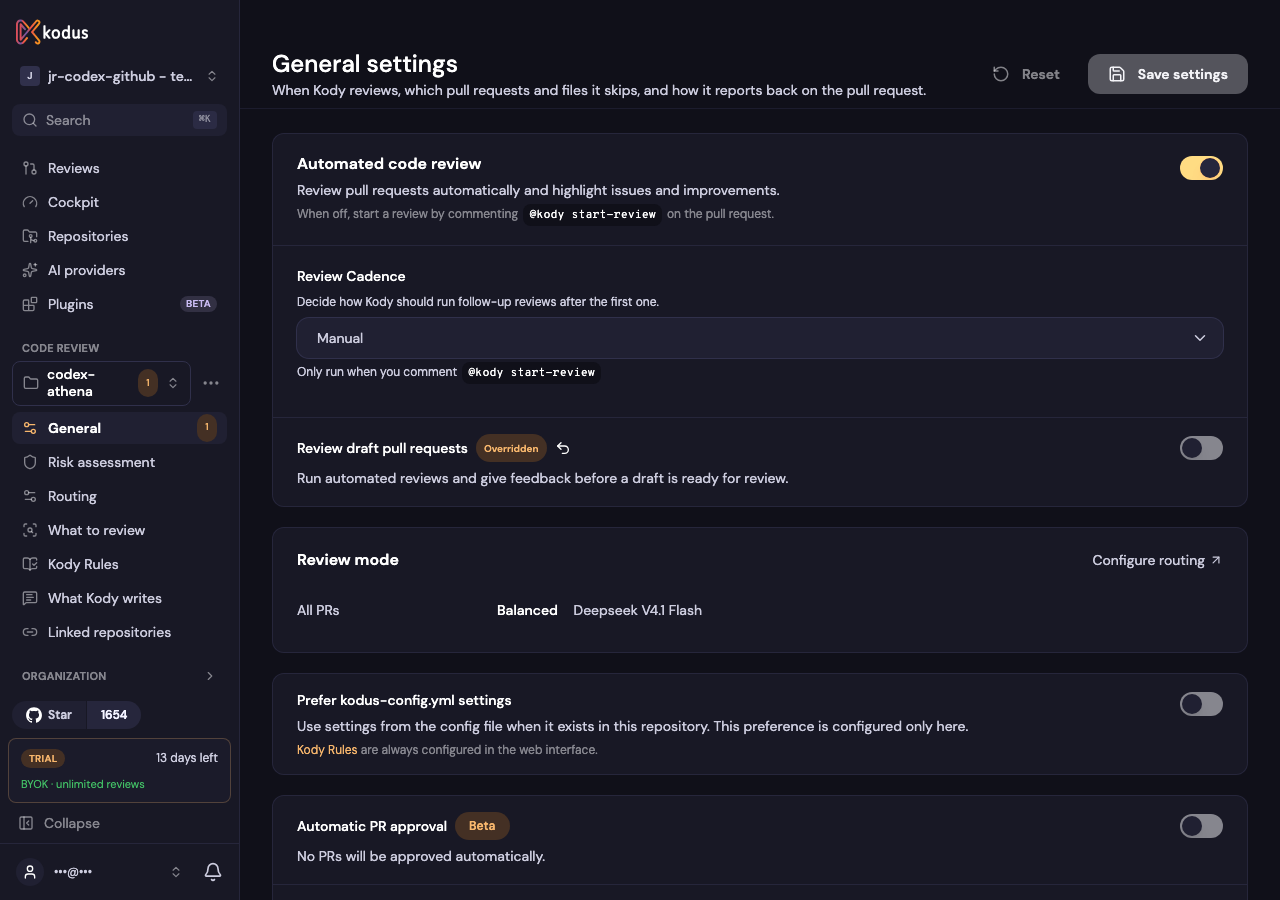 kodus
J jr-codex-github - te...
Search ⌘K
Reviews
Cockpit
Repositories
AI providers
Plugins BETA
CODE REVIEW
codex-athena 1
General 1
Risk assessment
Routing
What to review
Kody Rules
What Kody writes
Linked repositories
ORGANIZATION
Star 1654
TRIAL 13 days left
BYOK · unlimited reviews
Collapse
•••@•••
General settings
When Kody reviews, which pull requests and files it skips, and how it reports back on the pull request.
Reset
Save settings
Automated code review
Review pull requests automatically and highlight issues and improvements.
When off, start a review by commenting @kody start-review on the pull request.
Review Cadence
Decide how Kody should run follow-up reviews after the first one.
Manual
Only run when you comment @kody start-review
Review draft pull requests Overridden
Run automated reviews and give feedback before a draft is ready for review.
Review mode
Configure routing
All PRs Balanced Deepseek V4.1 Flash
Prefer kodus-config.yml settings
Use settings from the config file when it exists in this repository. This preference is configured only here.
Kody Rules are always configured in the web interface.
Automatic PR approval Beta
No PRs will be approved automatically.